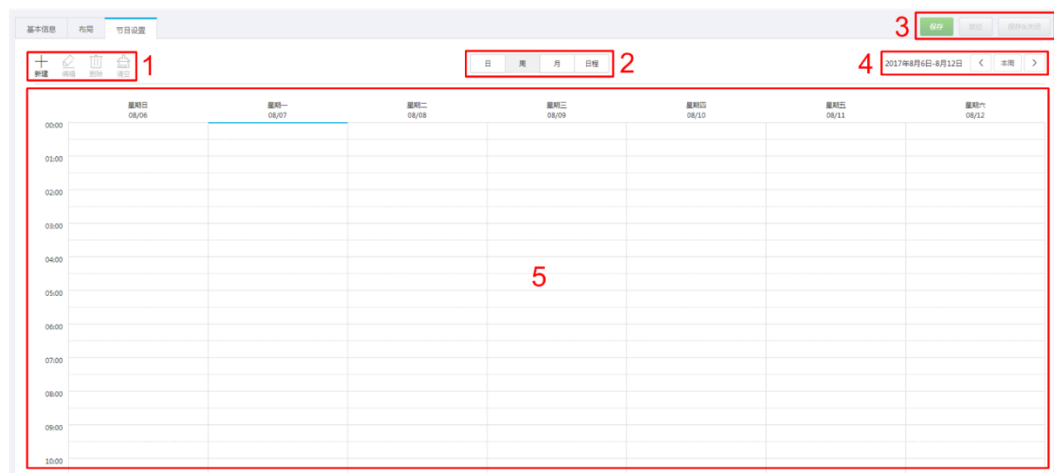 基本信息 布局 节目设置
3 保存
新建 编辑 删除 清空 1
日 周 月 日程 2
4 2017年8月6日-8月12日 < 本周 >
星期日 星期一 星期二 星期三 星期四 星期五 星期六
08/06 08/07 08/08 08/09 08/10 08/11 08/12
00:00
01:00
02:00
03:00
04:00
5
05:00
06:00
07:00
08:00
09:00
10:00